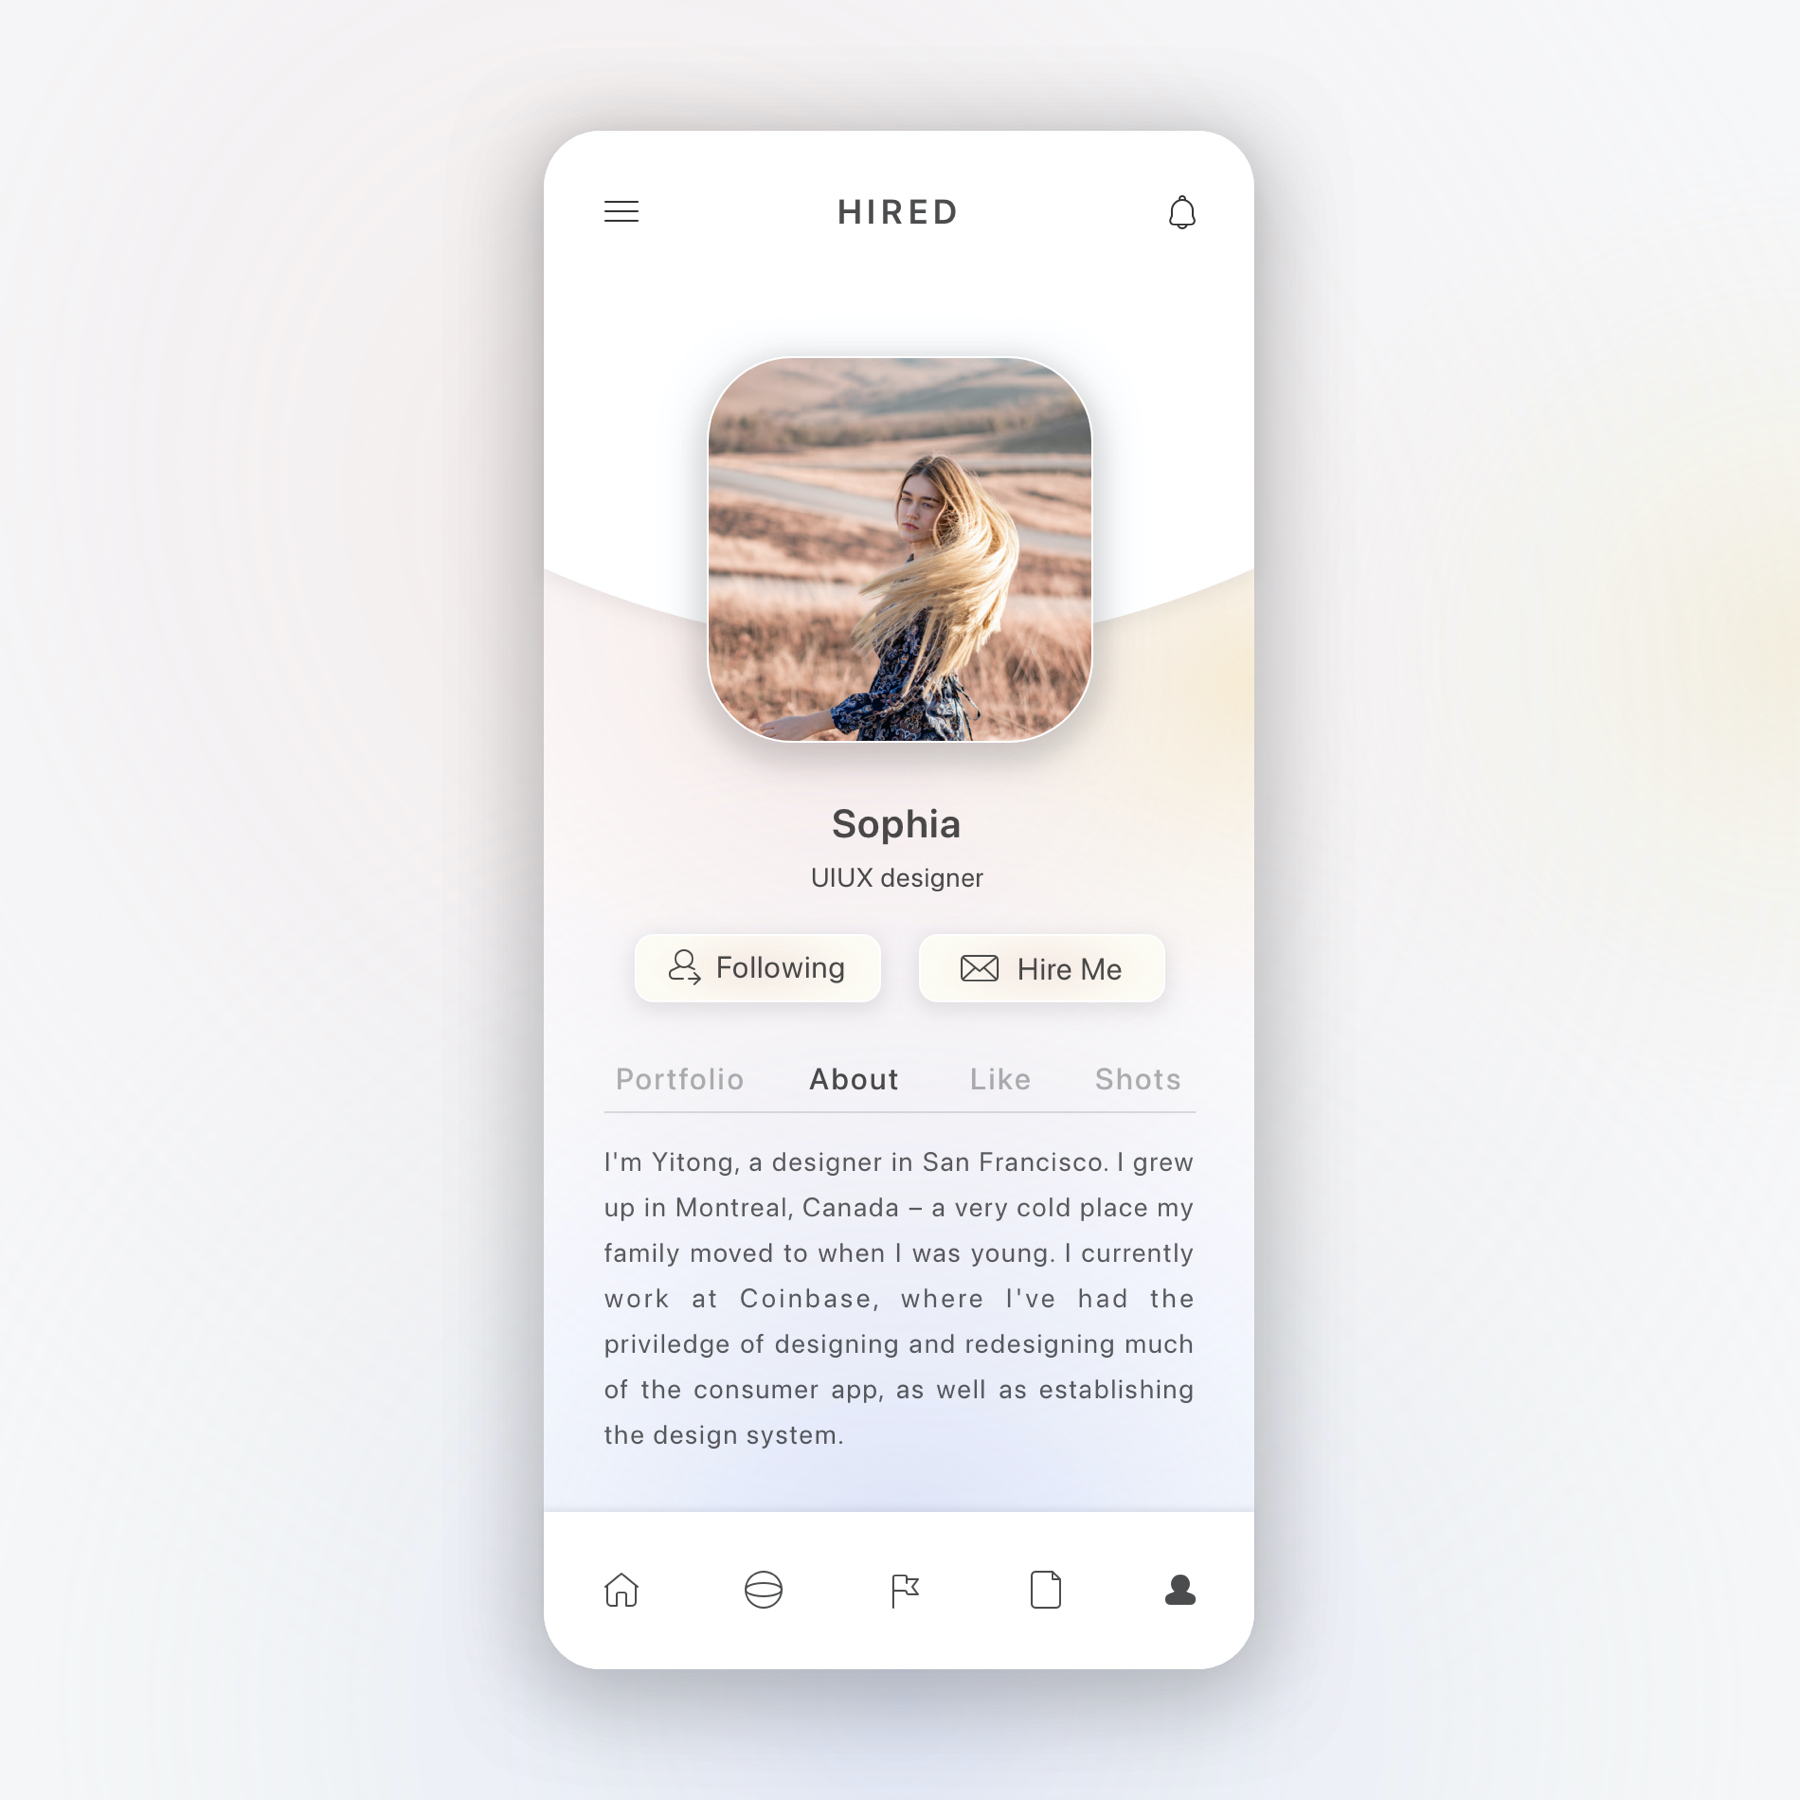 HIRED
Sophia
UIUX designer
Following
Hire Me
Portfolio About Like Shots
I'm Yitong, a designer in San Francisco. I grew
up in Montreal, Canada – a very cold place my
family moved to when I was young. I currently
work at Coinbase, where I've had the
priviledge of designing and redesigning much
of the consumer app, as well as establishing
the design system.